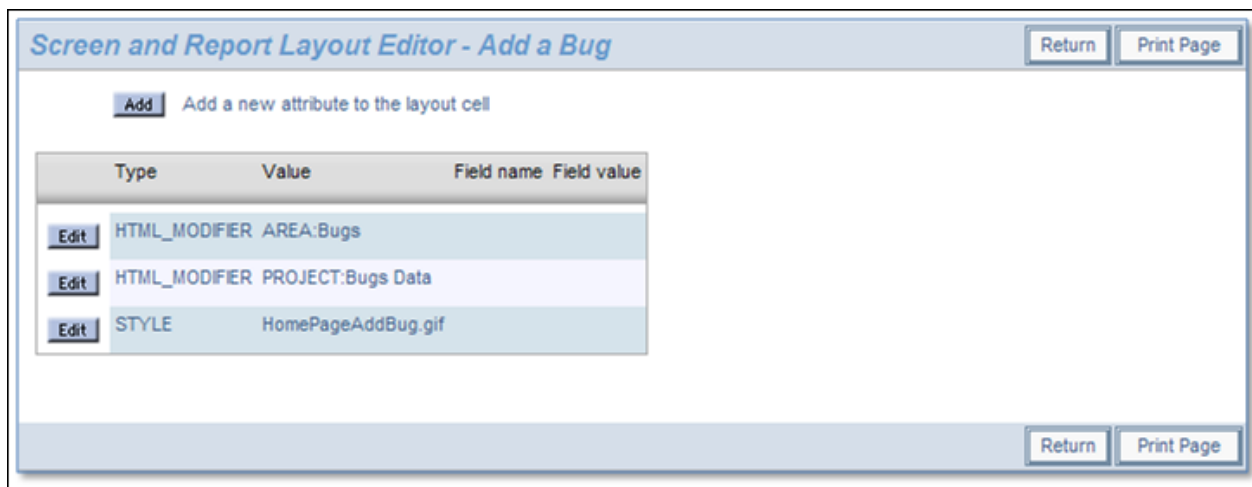 Screen and Report Layout Editor - Add a Bug Return Print Page
Add Add a new attribute to the layout cell
Type Value Field name Field value
Edit HTML_MODIFIER AREA:Bugs
Edit HTML_MODIFIER PROJECT:Bugs Data
Edit STYLE HomePageAddBug.gif
Return Print Page